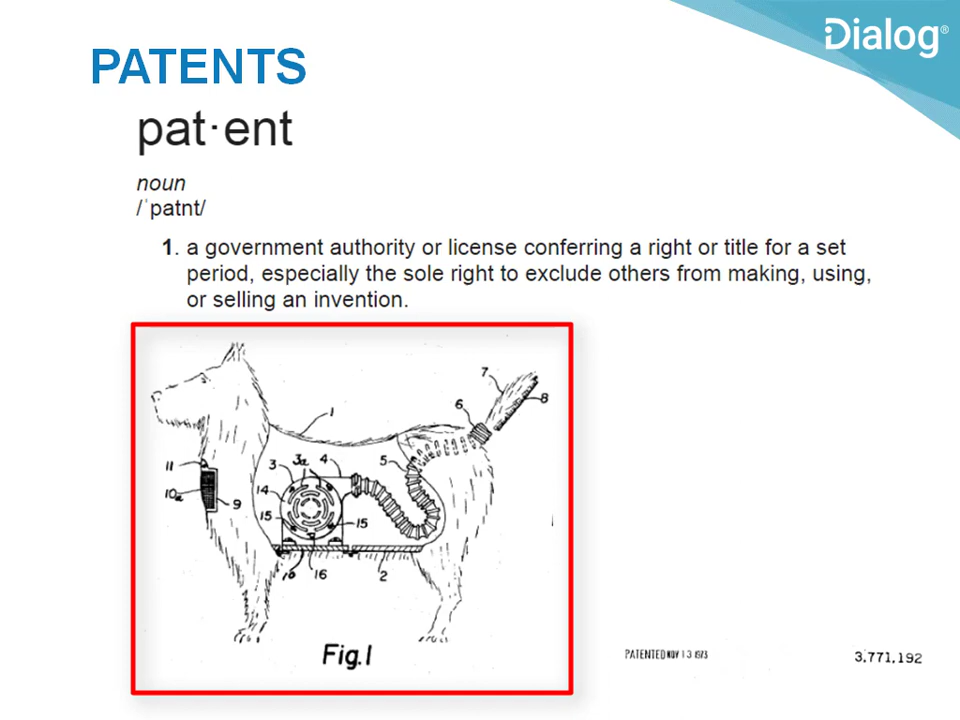 Dialog®
PATENTS
pat·ent
noun
/ˈpatnt/
1. a government authority or license conferring a right or title for a set
period, especially the sole right to exclude others from making, using,
or selling an invention.
7
8
6
1
5
3
3a
4
11
14
10a
9
15
15
10
16
2
Fig.1
PATENTED NOV 13 1973
3,771,192